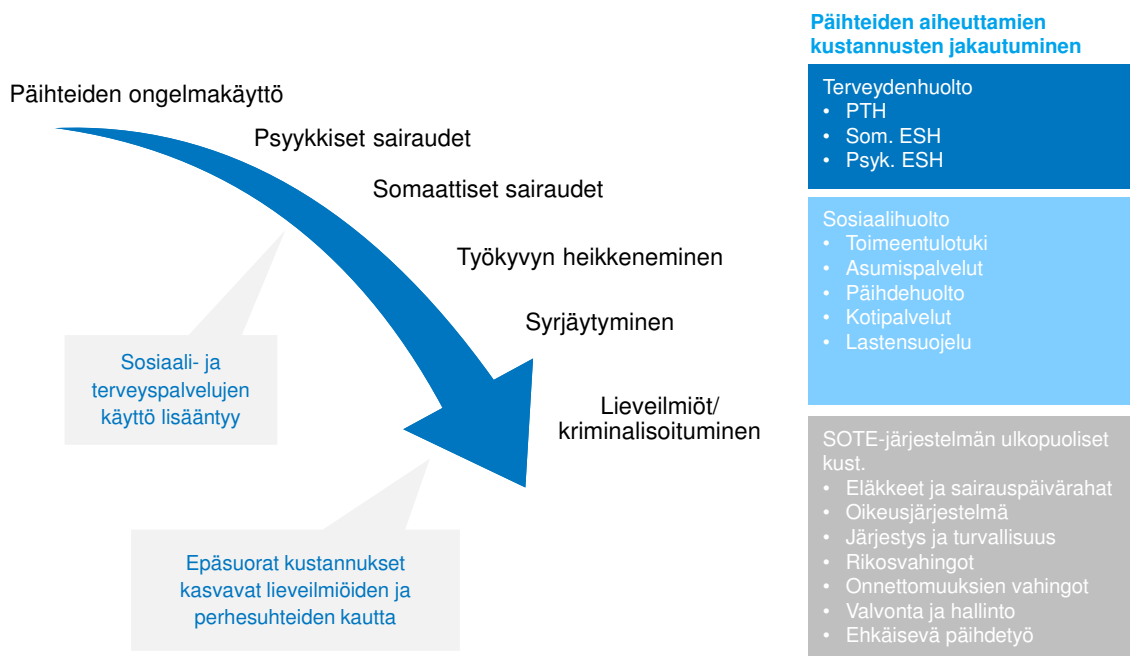 Päihteiden ongelmakäyttö
Psyykkiset sairaudet
Somaattiset sairaudet
Työkyvyn heikkeneminen
Syrjäytyminen
Lieveilmiöt/
kriminalisoituminen
Sosiaali- ja
terveyspalvelujen
käyttö lisääntyy
Epäsuorat kustannukset
kasvavat lieveilmiöiden ja
perhesuhteiden kautta
Päihteiden aiheuttamien
kustannusten jakautuminen
Terveydenhuolto
• PTH
• Som. ESH
• Psyk. ESH
Sosiaalihuolto
• Toimeentulotuki
• Asumispalvelut
• Päihdehuolto
• Kotipalvelut
• Lastensuojelu
SOTE-järjestelmän ulkopuoliset
kust.
• Eläkkeet ja sairauspäivärahat
• Oikeusjärjestelmä
• Järjestys ja turvallisuus
• Rikosvahingot
• Onnettomuuksien vahingot
• Valvonta ja hallinto
• Ehkäisevä päihdetyö